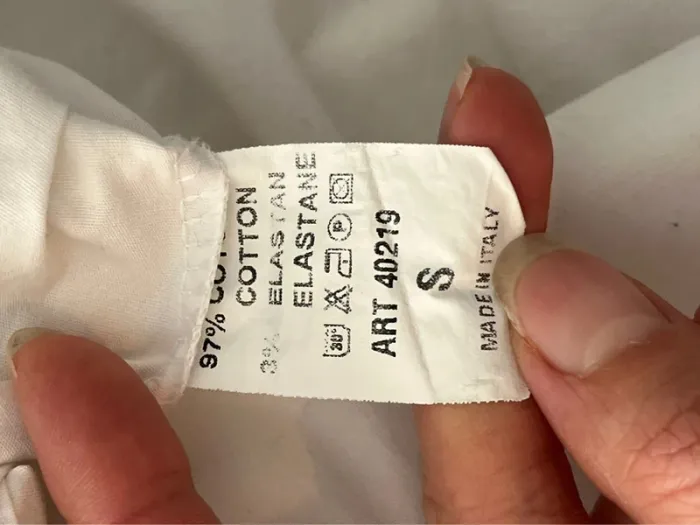 97%
COTTON
3% ELASTAN
ELASTANE
30° P
ART 40219
S
MADE IN ITALY